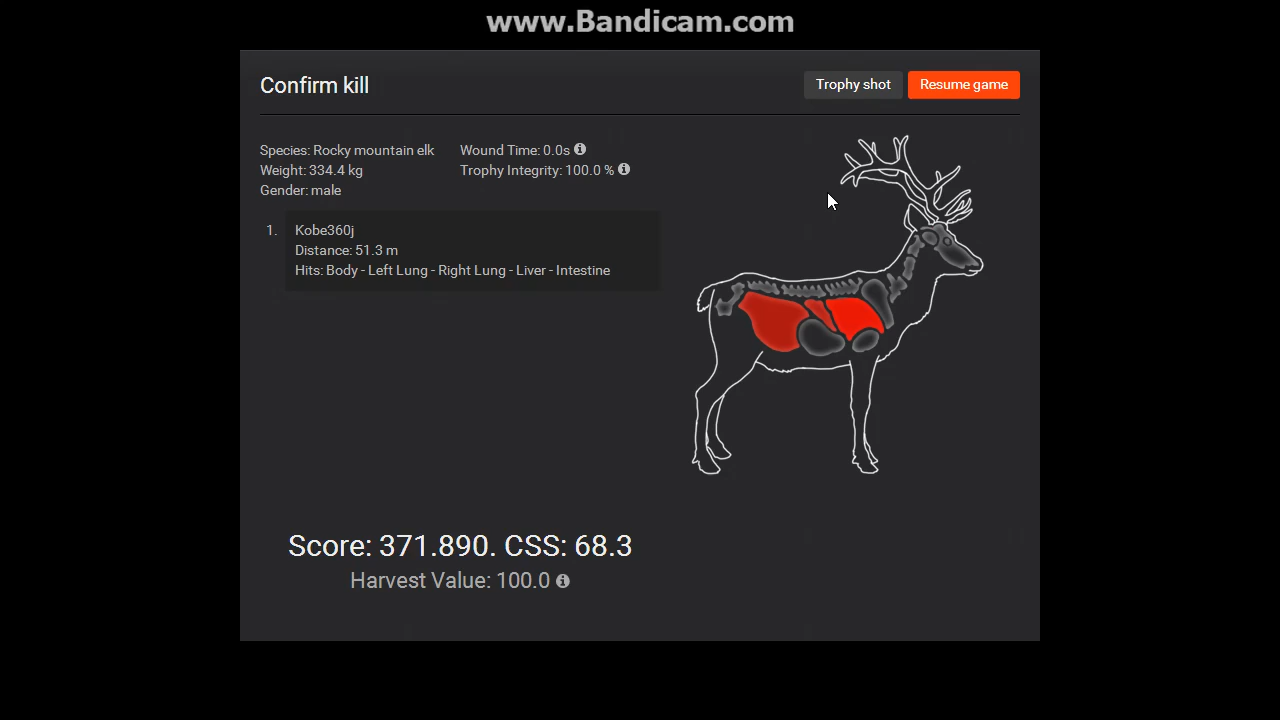 www.Bandicam.com
Confirm kill
Trophy shot
Resume game
Species: Rocky mountain elk
Weight: 334.4 kg
Gender: male
Wound Time: 0.0s
Trophy Integrity: 100.0 %
1.
Kobe360j
Distance: 51.3 m
Hits: Body - Left Lung - Right Lung - Liver - Intestine
Score: 371.890. CSS: 68.3
Harvest Value: 100.0